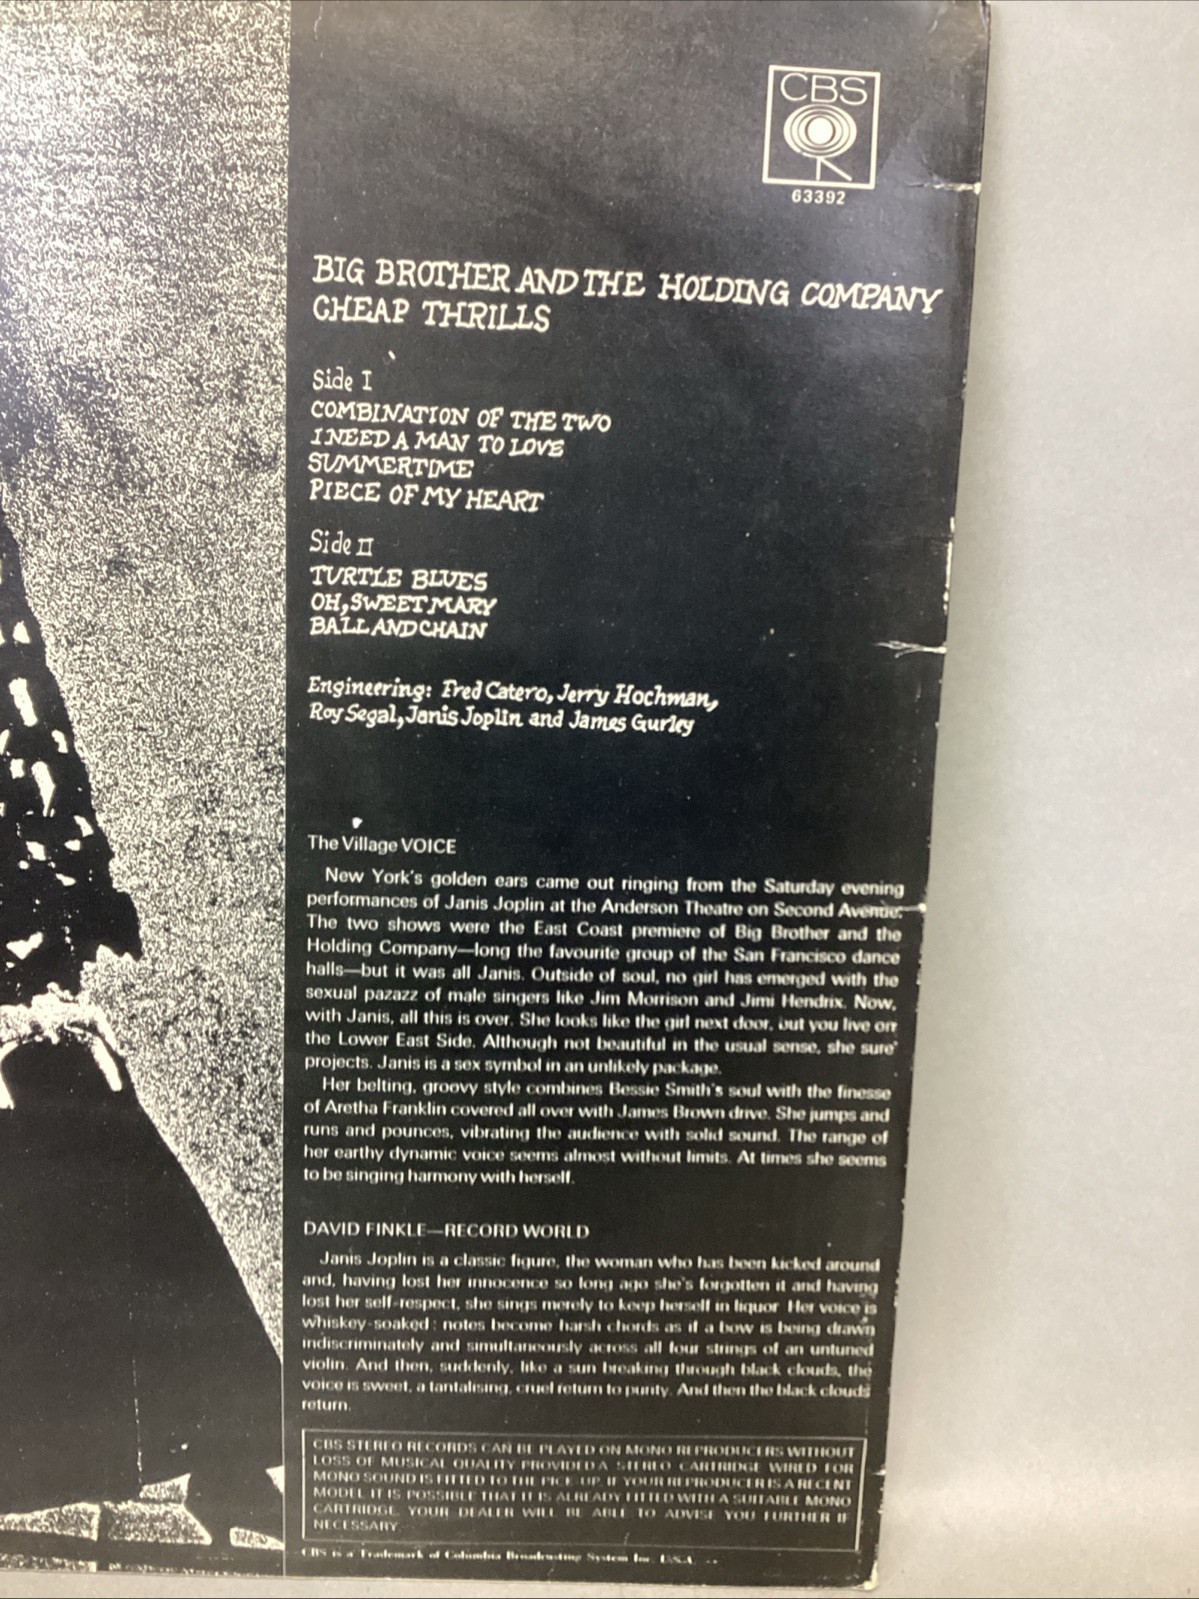 CBS
63392
BIG BROTHER AND THE HOLDING COMPANY
CHEAP THRILLS
Side I
COMBINATION OF THE TWO
I NEED A MAN TO LOVE
SUMMERTIME
PIECE OF MY HEART
Side II
TURTLE BLUES
OH, SWEET MARY
BALL AND CHAIN
Engineering: Fred Catero, Jerry Hochman,
Roy Segal, Janis Joplin and James Gurley
The Village VOICE
New York's golden ears came out ringing from the Saturday evening
performances of Janis Joplin at the Anderson Theatre on Second Avenue.
The two shows were the East Coast premiere of Big Brother and the
Holding Company—long the favourite group of the San Francisco dance
halls—but it was all Janis. Outside of soul, no girl has emerged with the
sexual pazazz of male singers like Jim Morrison and Jimi Hendrix. Now,
with Janis, all this is over. She looks like the girl next door, but you live on
the Lower East Side. Although not beautiful in the usual sense, she sure
projects. Janis is a sex symbol in an unlikely package.
Her belting, groovy style combines Bessie Smith's soul with the finesse
of Aretha Franklin covered all over with James Brown drive. She jumps and
runs and pounces, vibrating the audience with solid sound. The range of
her earthy dynamic voice seems almost without limits. At times she seems
to be singing harmony with herself.
DAVID FINKLE—RECORD WORLD
Janis Joplin is a classic figure, the woman who has been kicked around
and, having lost her innocence so long ago she's forgotten it and having
lost her self-respect, she sings merely to keep herself in liquor. Her voice is
whiskey-soaked; notes become harsh chords as if a bow is being drawn
indiscriminately and simultaneously across all four strings of an untuned
violin. And then, suddenly, like a sun breaking through black clouds, the
voice is sweet, a tantalising, cruel return to purity. And then the black clouds
return.
CBS STEREO RECORDS CAN BE PLAYED ON MONO REPRODUCERS WITHOUT
LOSS OF MUSICAL QUALITY PROVIDED A STEREO CARTRIDGE WIRED FOR
MONO SOUND IS FITTED TO THE PICK-UP. IF YOUR REPRODUCER IS A RECENT
MODEL IT IS POSSIBLE THAT IT IS ALREADY FITTED WITH A SUITABLE MONO
CARTRIDGE. YOUR DEALER WILL BE ABLE TO ADVISE YOU FURTHER IF
NECESSARY
CBS is a Trademark of Columbia Broadcasting System Inc. U.S.A.